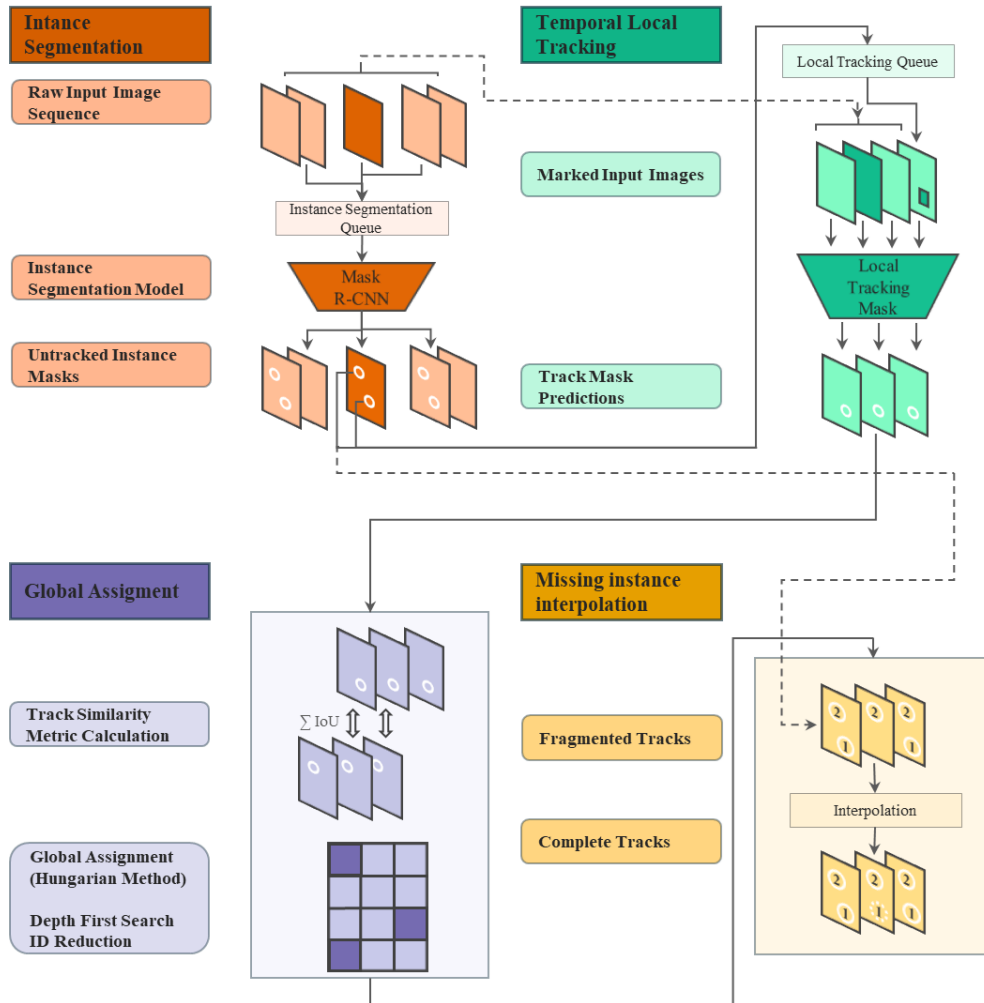 Intance
Segmentation
Raw Input Image
Sequence
Instance Segmentation
Queue
Instance
Segmentation Model
Mask
R-CNN
Untracked Instance
Masks
Temporal Local
Tracking
Local Tracking Queue
Marked Input Images
Local
Tracking
Mask
Track Mask
Predictions
Global Assigment
Track Similarity
Metric Calculation
∑ IoU
Global Assignment
(Hungarian Method)
Depth First Search
ID Reduction
Missing instance
interpolation
Fragmented Tracks
2 2 2
1 1
Interpolation
Complete Tracks
2 2 2
1 1 1